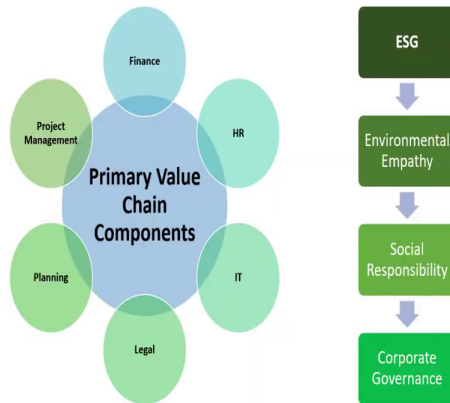 Finance
Project
Management
HR
Primary Value
Chain
Components
Planning
IT
Legal
ESG
Environmental
Empathy
Social
Responsibility
Corporate
Governance